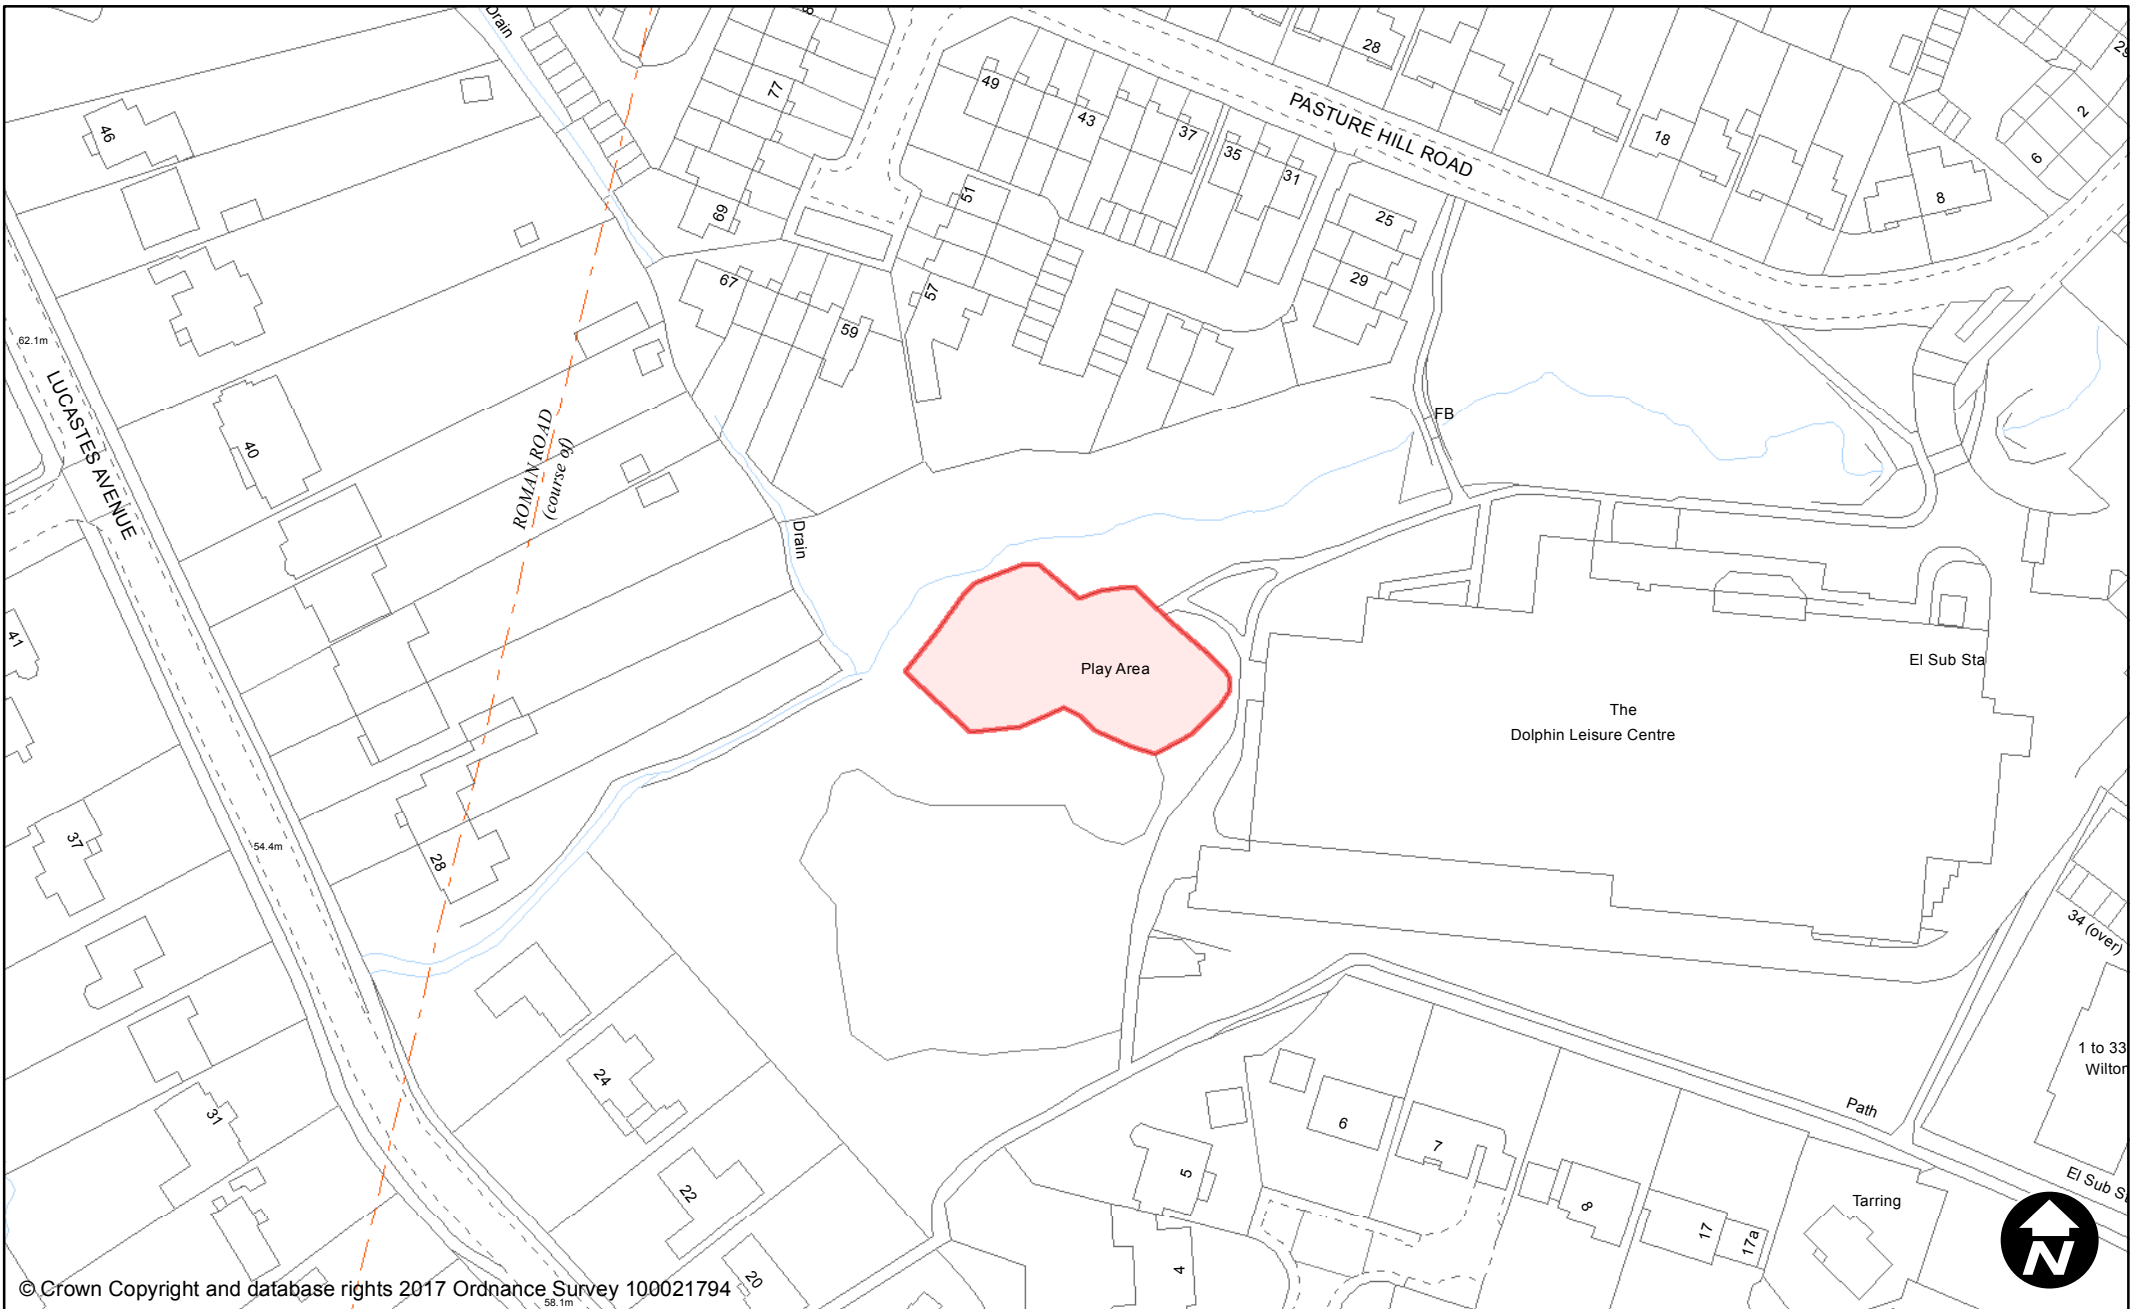 Drain
28
29
2
6
8
18
46
77
49
43
37
35
31
PASTURE HILL ROAD
69
51
25
29
67
57
59
62.1m
LUCASTES AVENUE
40
ROMAN ROAD
(course of)
FB
Drain
41
Play Area
El Sub Sta
The
Dolphin Leisure Centre
37
54.4m
28
34 (over)
24
31
22
20
1 to 33
Wilton
Path
6
7
5
8
El Sub Sta
Tarring
17
17a
4
N
© Crown Copyright and database rights 2017 Ordnance Survey 100021794
58.1m